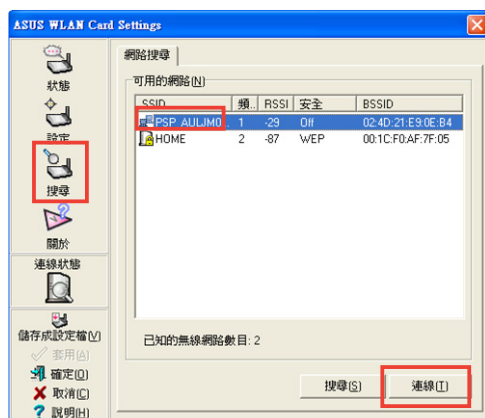 ASUS WLAN Card Settings
狀態
設定
搜尋
關於
連線狀態
儲存成設定檔(V)
套用(A)
確定(O)
取消(C)
說明(H)
網路搜尋
可用的網路(N)
SSID 頻.. RSSI 安全 BSSID
PSP_AULJM0... 1 -29 Off 02:4D:21:E9:0E:B4
HOME 2 -87 WEP 00:1C:F0:AF:7F:05
已知的無線網路數目: 2
搜尋(S) 連線(T)